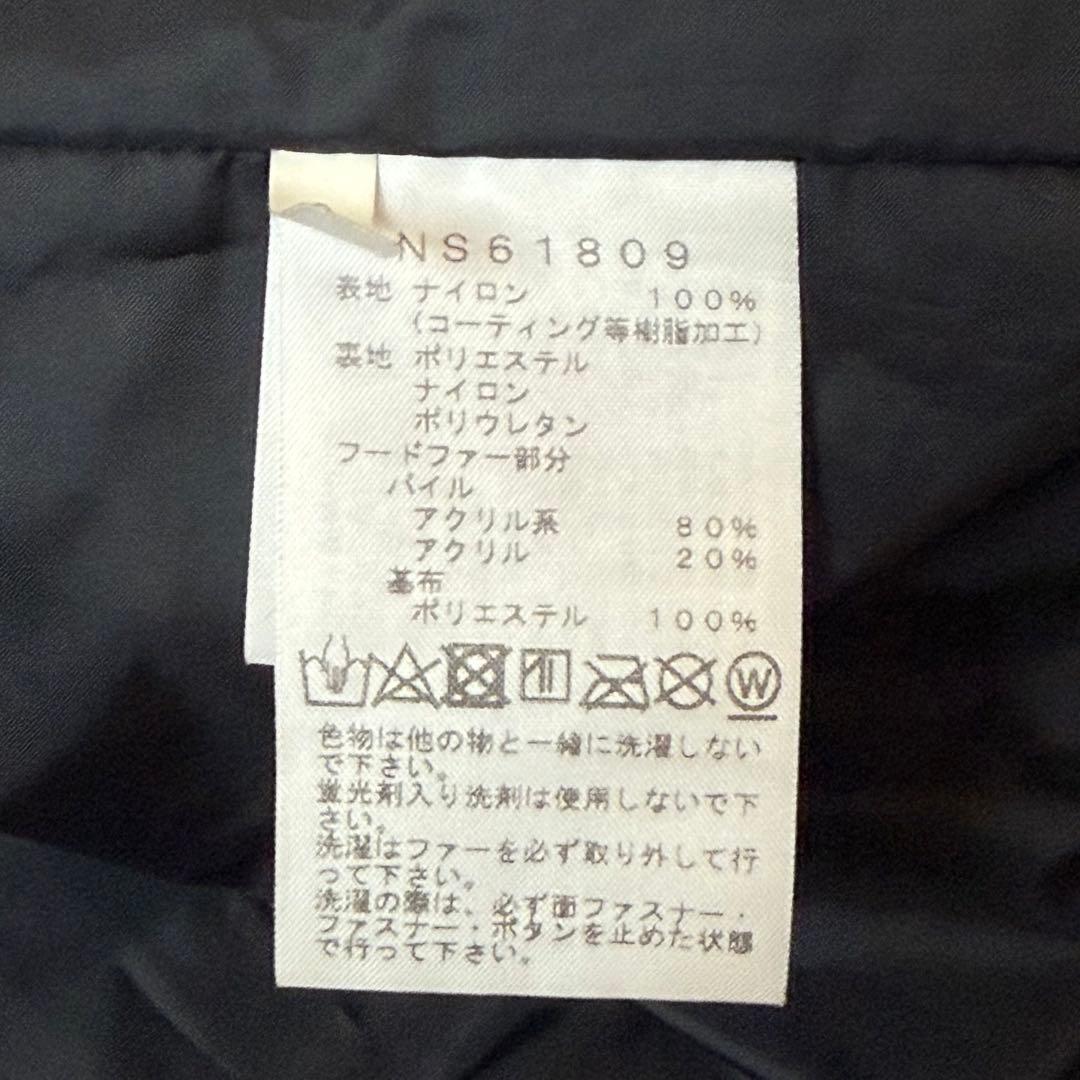 NS61809
表地 ナイロン 100%
(コーティング等樹脂加工)
裏地 ポリエステル
ナイロン
ポリウレタン
フードファー部分
パイル
アクリル系 80%
アクリル 20%
基布
ポリエステル 100%
W
色物は他の物と一緒に洗濯しない
で下さい。
蛍光剤入り洗剤は使用しないで下
さい。
洗濯はファーを必ず取り外して行
って下さい。
洗濯の際は、必ず面ファスナー・
ファスナー・ボタンを止めた状態
で行って下さい。